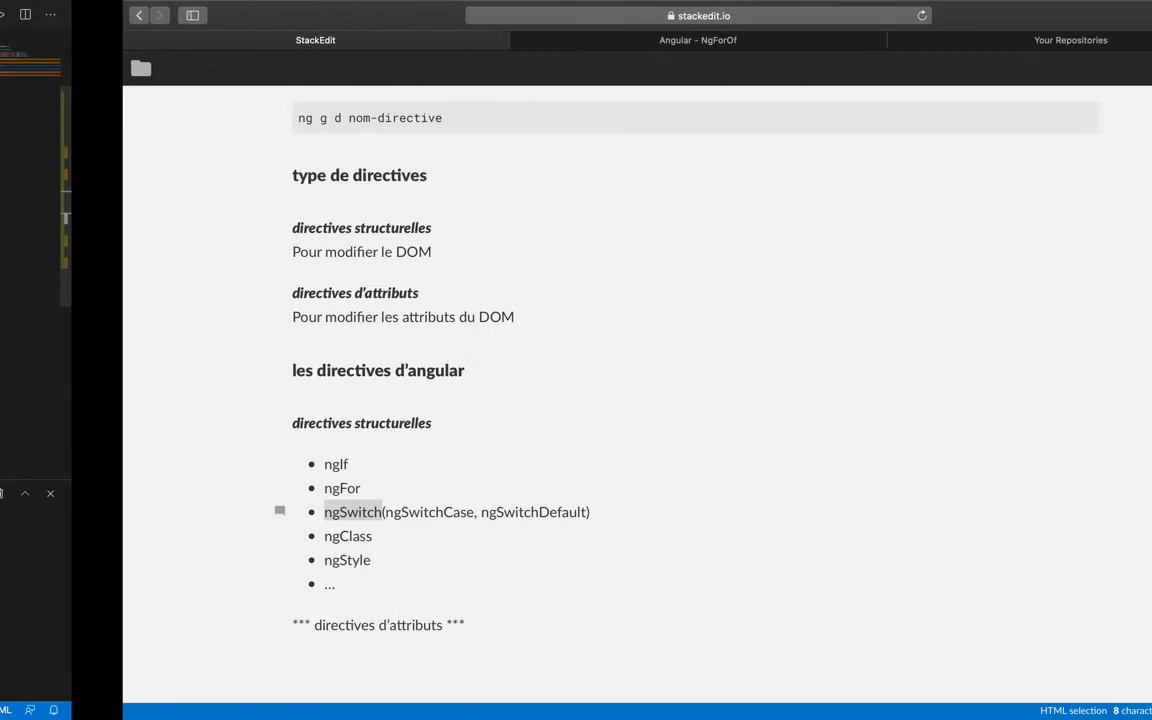 stackedit.io
StackEdit
Angular - NgForOf
Your Repositories
ng g d nom-directive
type de directives
directives structurelles
Pour modifier le DOM
directives d’attributs
Pour modifier les attributs du DOM
les directives d’angular
directives structurelles
• ngIf
• ngFor
• ngSwitch(ngSwitchCase, ngSwitchDefault)
• ngClass
• ngStyle
• ...
*** directives d’attributs ***
ML
HTML selection 8 charact